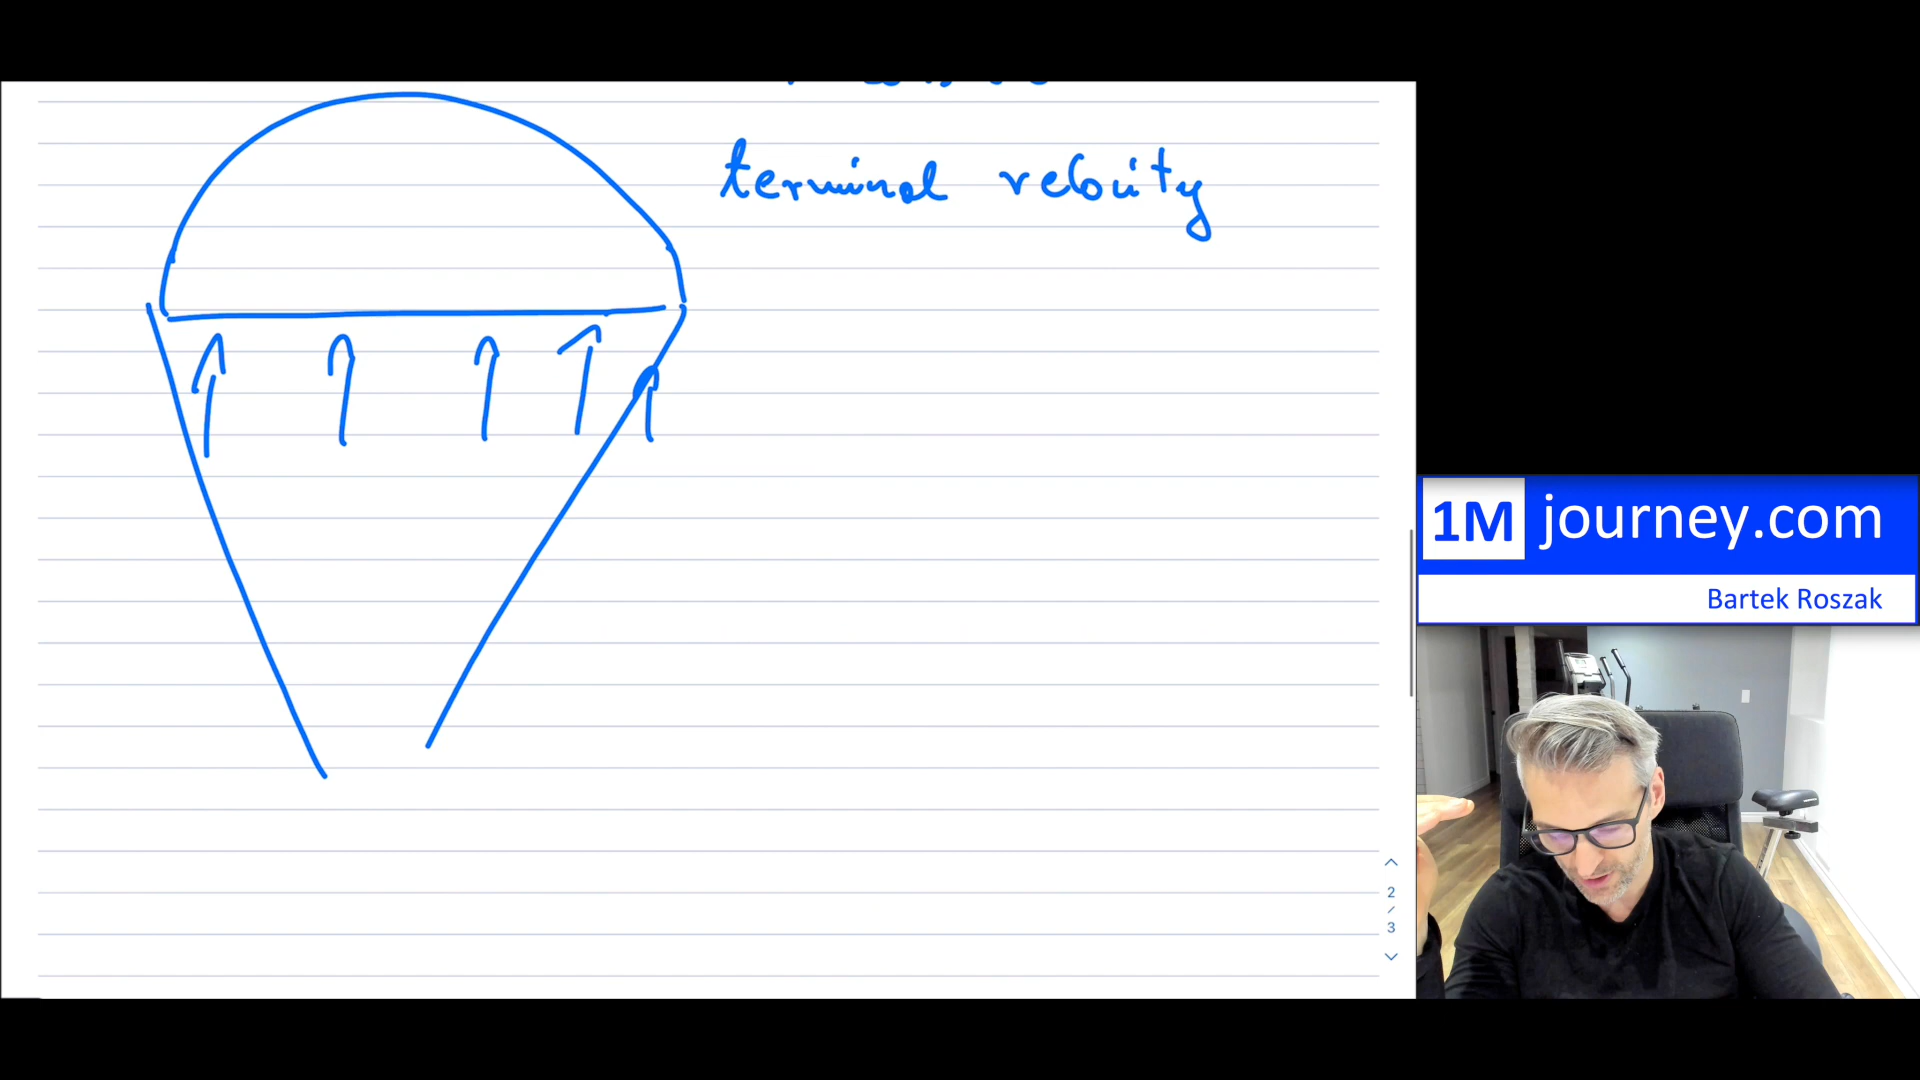 terminal velocity
1M journey.com
Bartek Roszak
2
/
3